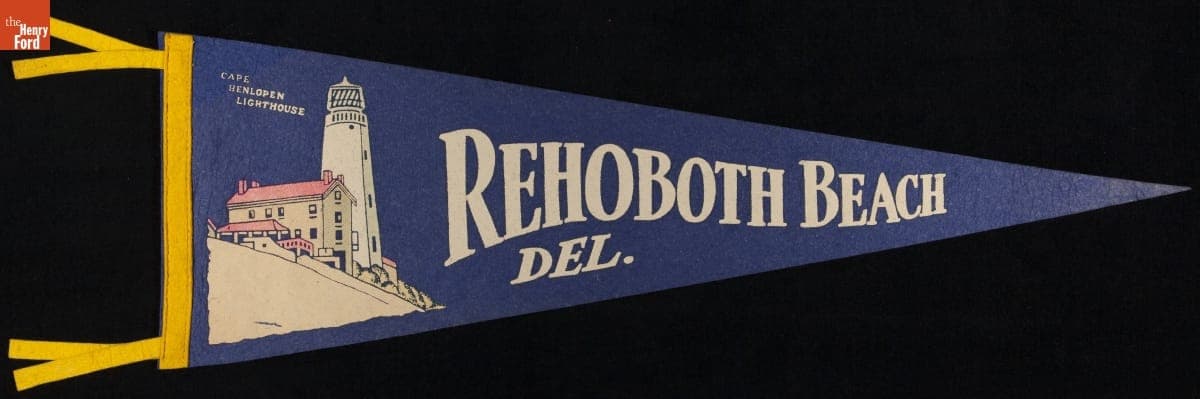 the
Henry
Ford
CAPE
HENLOPEN
LIGHTHOUSE
REHOBOTH BEACH
DEL.